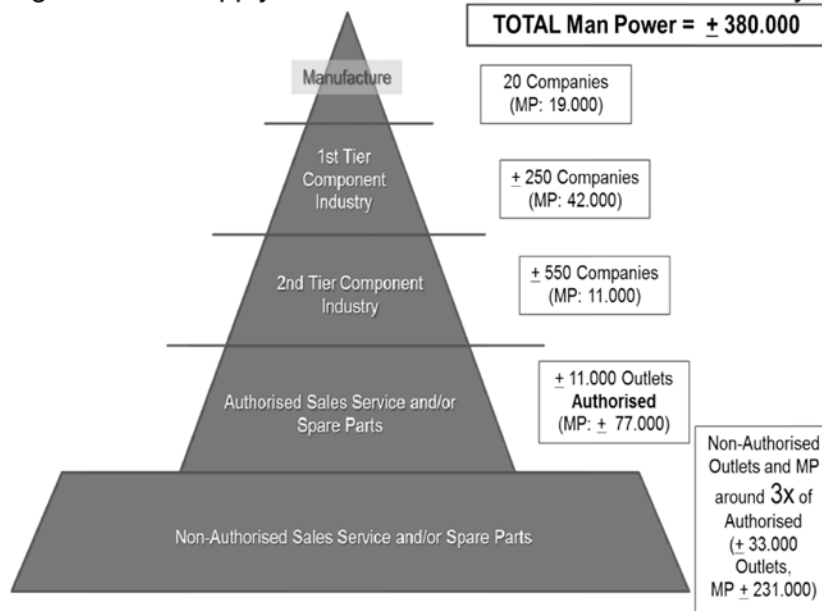 TOTAL Man Power = ± 380.000
Manufacture
20 Companies
(MP: 19.000)
1st Tier
Component
Industry
± 250 Companies
(MP: 42.000)
2nd Tier Component
Industry
± 550 Companies
(MP: 11.000)
Authorised Sales Service and/or
Spare Parts
± 11.000 Outlets
Authorised
(MP: ± 77.000)
Non-Authorised Sales Service and/or Spare Parts
Non-Authorised
Outlets and MP
around 3x of
Authorised
(± 33.000
Outlets,
MP ± 231.000)